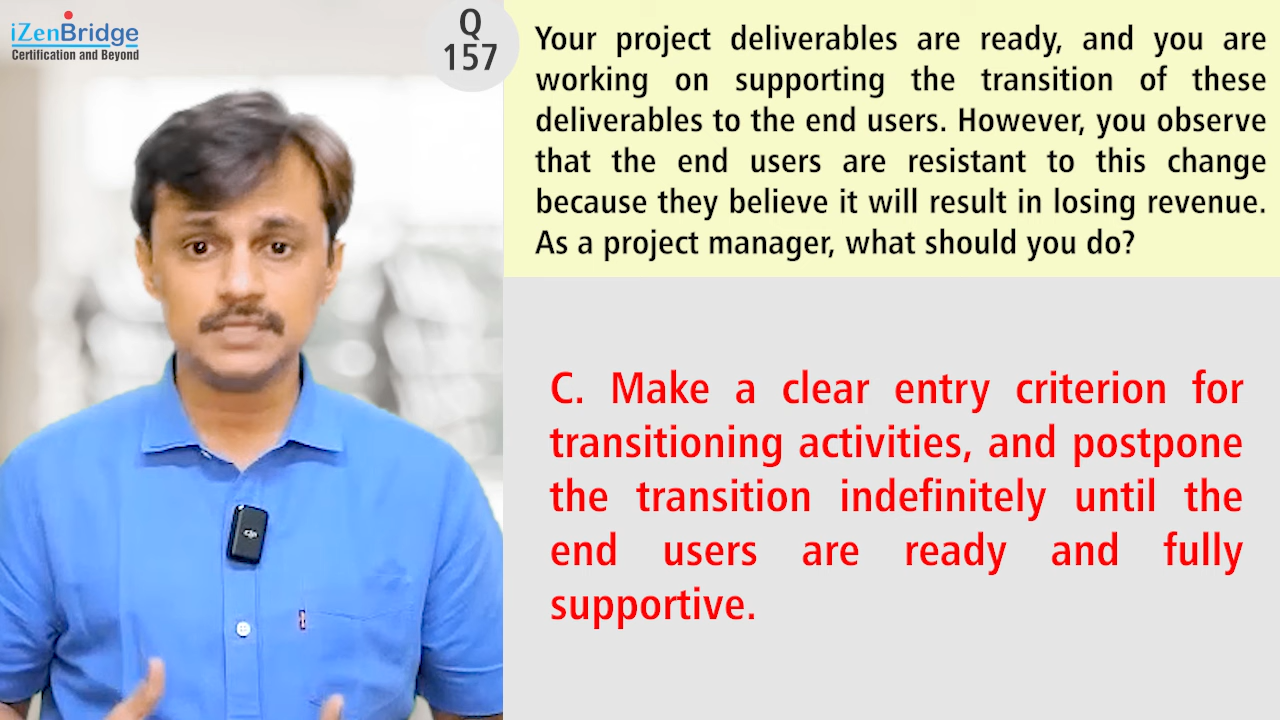 iZenBridge
Certification and Beyond
Q
157
Your project deliverables are ready, and you are
working on supporting the transition of these
deliverables to the end users. However, you observe
that the end users are resistant to this change
because they believe it will result in losing revenue.
As a project manager, what should you do?
C. Make a clear entry criterion for
transitioning activities, and postpone
the transition indefinitely until the
end users are ready and fully
supportive.